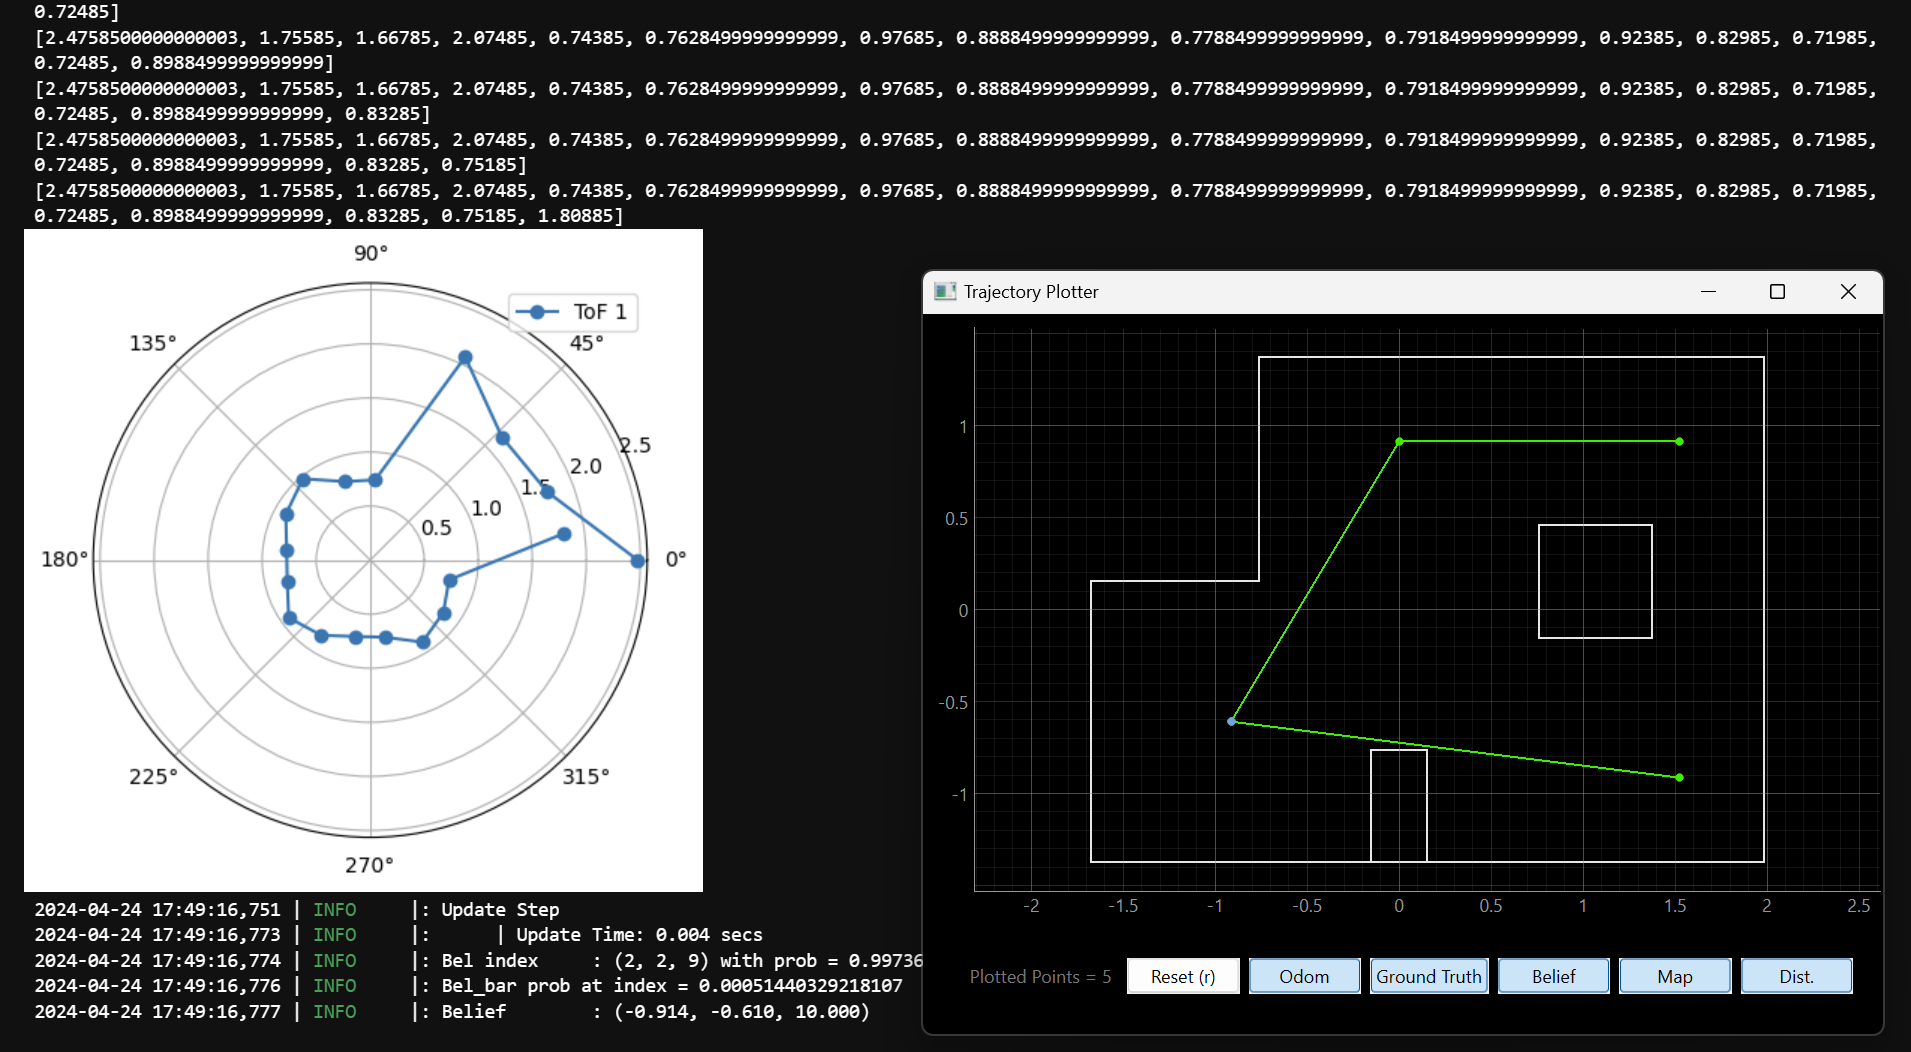 0.72485]
[2.4758500000000003, 1.75585, 1.66785, 2.07485, 0.74385, 0.7628499999999999, 0.97685, 0.8888499999999999, 0.7788499999999999, 0.7918499999999999, 0.92385, 0.82985, 0.71985,
0.72485, 0.8988499999999999]
[2.4758500000000003, 1.75585, 1.66785, 2.07485, 0.74385, 0.7628499999999999, 0.97685, 0.8888499999999999, 0.7788499999999999, 0.7918499999999999, 0.92385, 0.82985, 0.71985,
0.72485, 0.8988499999999999, 0.83285]
[2.4758500000000003, 1.75585, 1.66785, 2.07485, 0.74385, 0.7628499999999999, 0.97685, 0.8888499999999999, 0.7788499999999999, 0.7918499999999999, 0.92385, 0.82985, 0.71985,
0.72485, 0.8988499999999999, 0.83285, 0.75185]
[2.4758500000000003, 1.75585, 1.66785, 2.07485, 0.74385, 0.7628499999999999, 0.97685, 0.8888499999999999, 0.7788499999999999, 0.7918499999999999, 0.92385, 0.82985, 0.71985,
0.72485, 0.8988499999999999, 0.83285, 0.75185, 1.80885]
90°
ToF 1
135°
45°
2.5
2.0
1.5
1.0
0.5
180°
0°
225°
315°
270°
2024-04-24 17:49:16,751 | INFO     |: Update Step
2024-04-24 17:49:16,773 | INFO     |:      | Update Time: 0.004 secs
2024-04-24 17:49:16,774 | INFO     |: Bel index     : (2, 2, 9) with prob = 0.99736
2024-04-24 17:49:16,776 | INFO     |: Bel_bar prob at index = 0.00051440329218107
2024-04-24 17:49:16,777 | INFO     |: Belief        : (-0.914, -0.610, 10.000)
Trajectory Plotter
1
0.5
0
-0.5
-1
-2 -1.5 -1 -0.5 0 0.5 1 1.5 2 2.5
Plotted Points = 5 Reset (r) Odom Ground Truth Belief Map Dist.